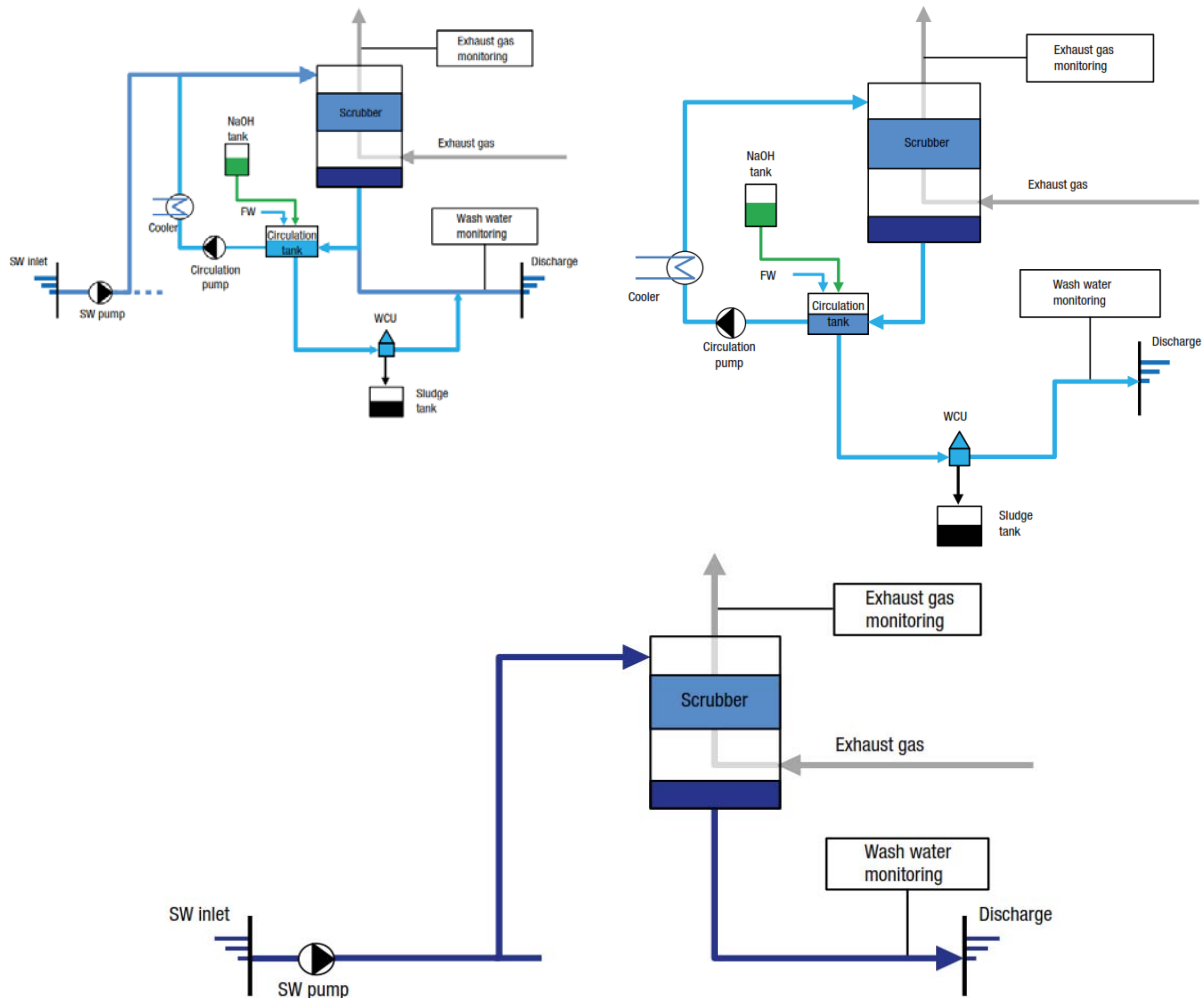 Exhaust gas
monitoring
Scrubber
NaOH
tank
Exhaust gas
FW
Circulation
tank
Cooler
Wash water
monitoring
SW inlet
Circulation
pump
Discharge
SW pump
WCU
Sludge
tank
Exhaust gas
monitoring
Scrubber
NaOH
tank
Exhaust gas
FW
Cooler
Circulation
tank
Wash water
monitoring
Circulation
pump
Discharge
WCU
Sludge
tank
Exhaust gas
monitoring
Scrubber
Exhaust gas
Wash water
monitoring
SW inlet
Discharge
SW pump